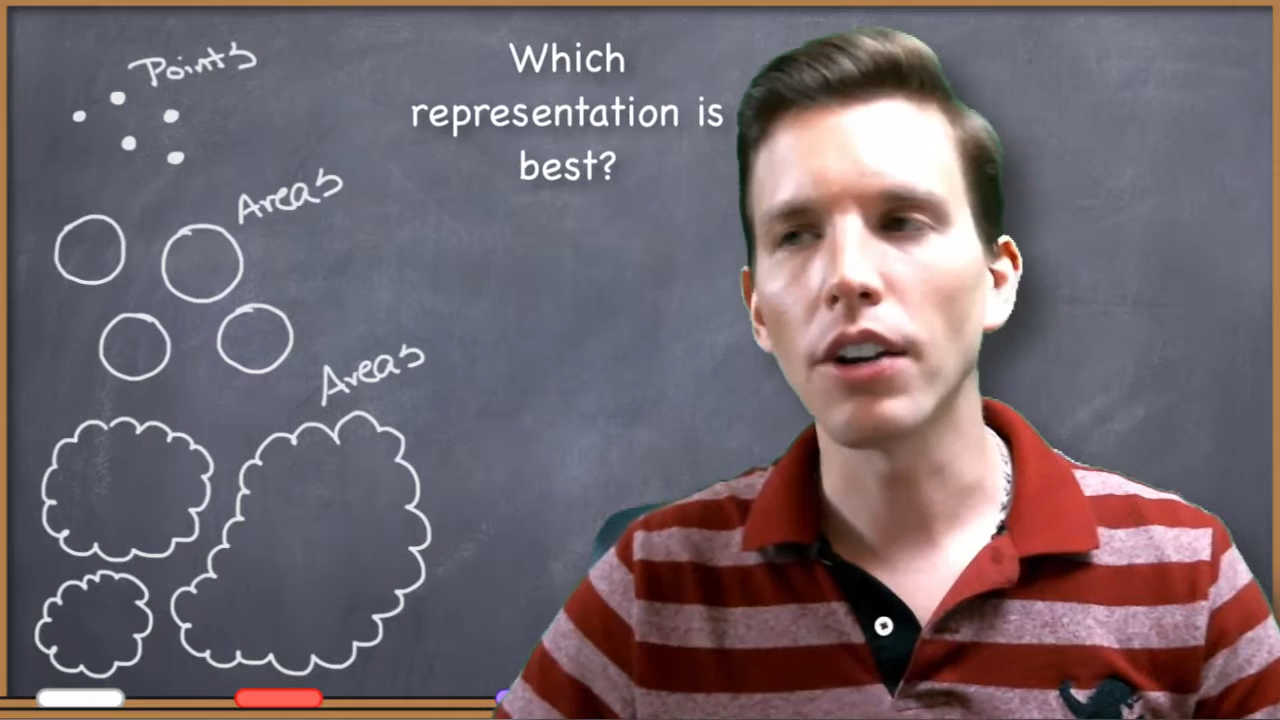 Points
Which
representation is
best?
Areas
Areas